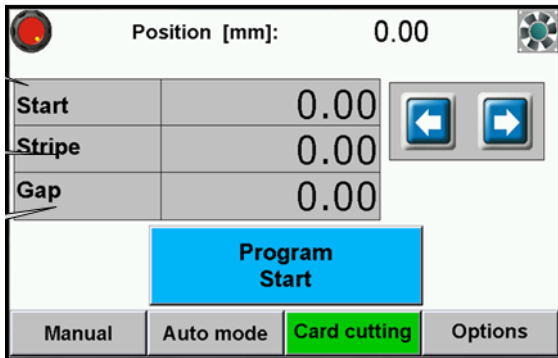 Position [mm]: 0.00
Start 0.00
Stripe 0.00
Gap 0.00
Program
Start
Manual Auto mode Card cutting Options